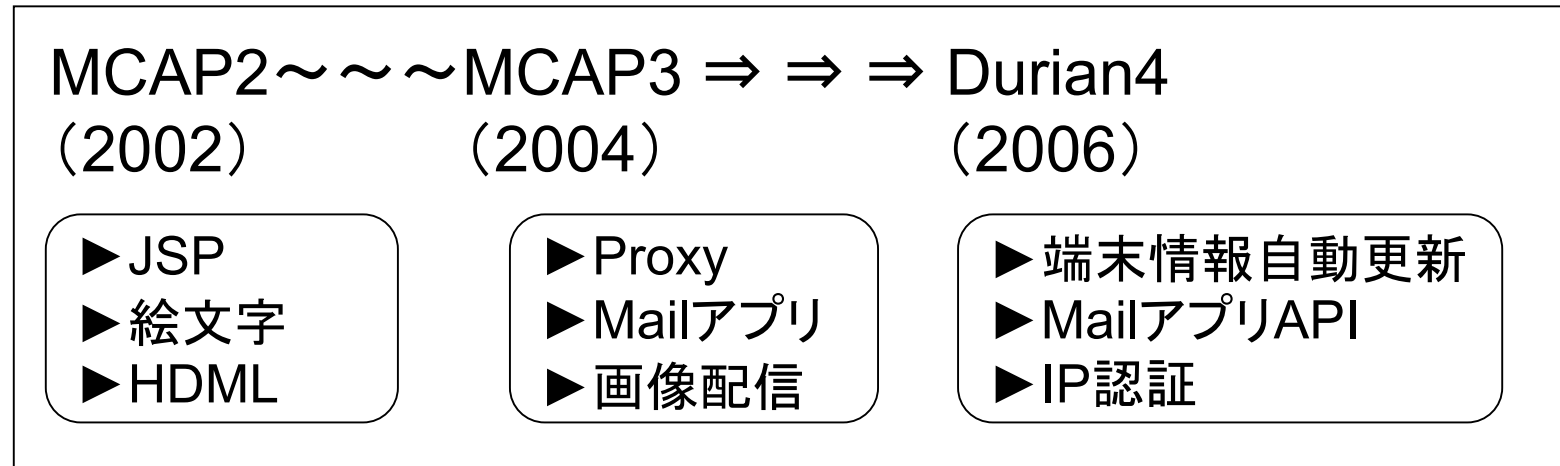 MCAP2～～～MCAP3 ⇒ ⇒ ⇒ Durian4
（2002） （2004） （2006）
►JSP
►絵文字
►HDML
►Proxy
►Mailアプリ
►画像配信
►端末情報自動更新
►MailアプリAPI
►IP認証